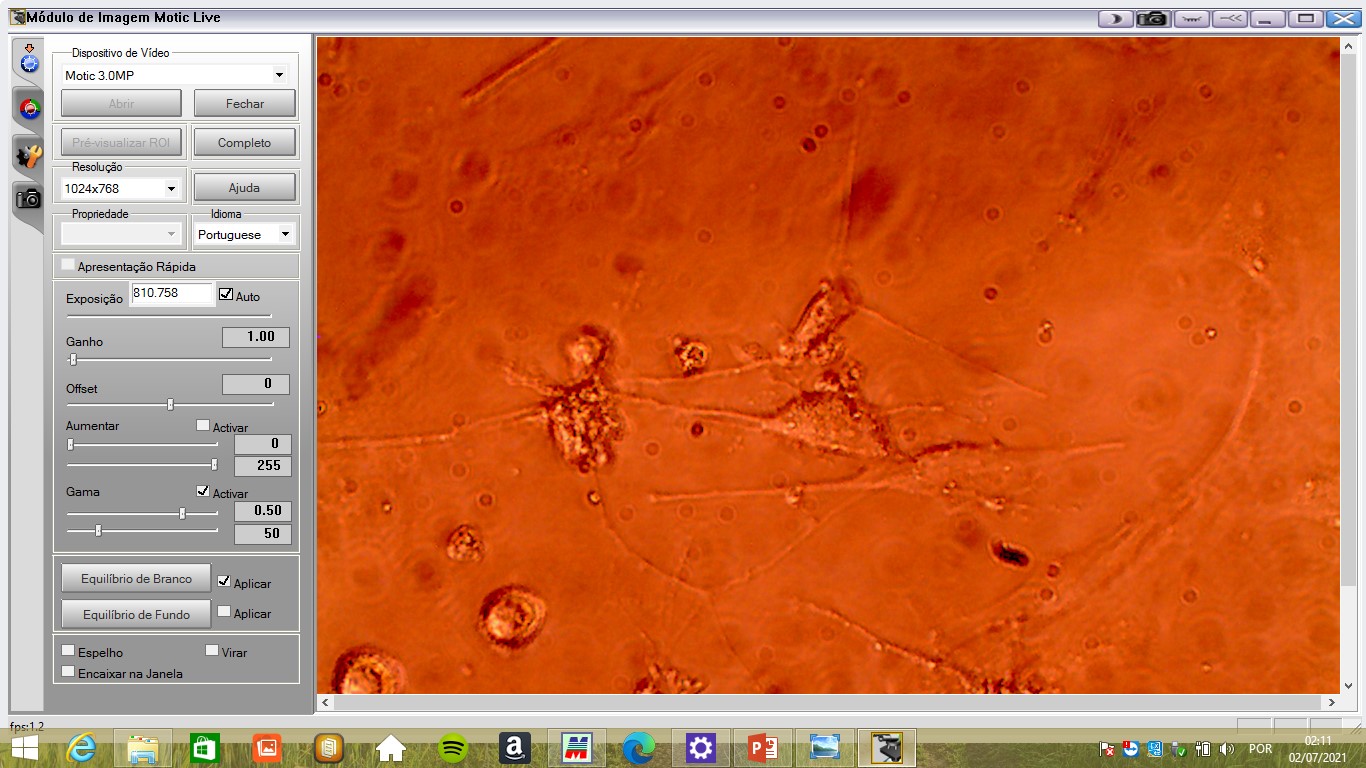 Módulo de Imagem Motic Live
Dispositivo de Vídeo
Motic 3.0MP
Abrir Fechar
Pré-visualizar ROI Completo
Resolução
1024x768 Ajuda
Propriedade Idioma
Portuguese
Apresentação Rápida
Exposição 810.758 Auto
Ganho 1.00
Offset 0
Aumentar Activar
0
255
Gama Activar
0.50
50
Equilíbrio de Branco Aplicar
Equilíbrio de Fundo Aplicar
Espelho Virar
Encaixar na Janela
fps:1.2
POR 02:11
02/07/2021